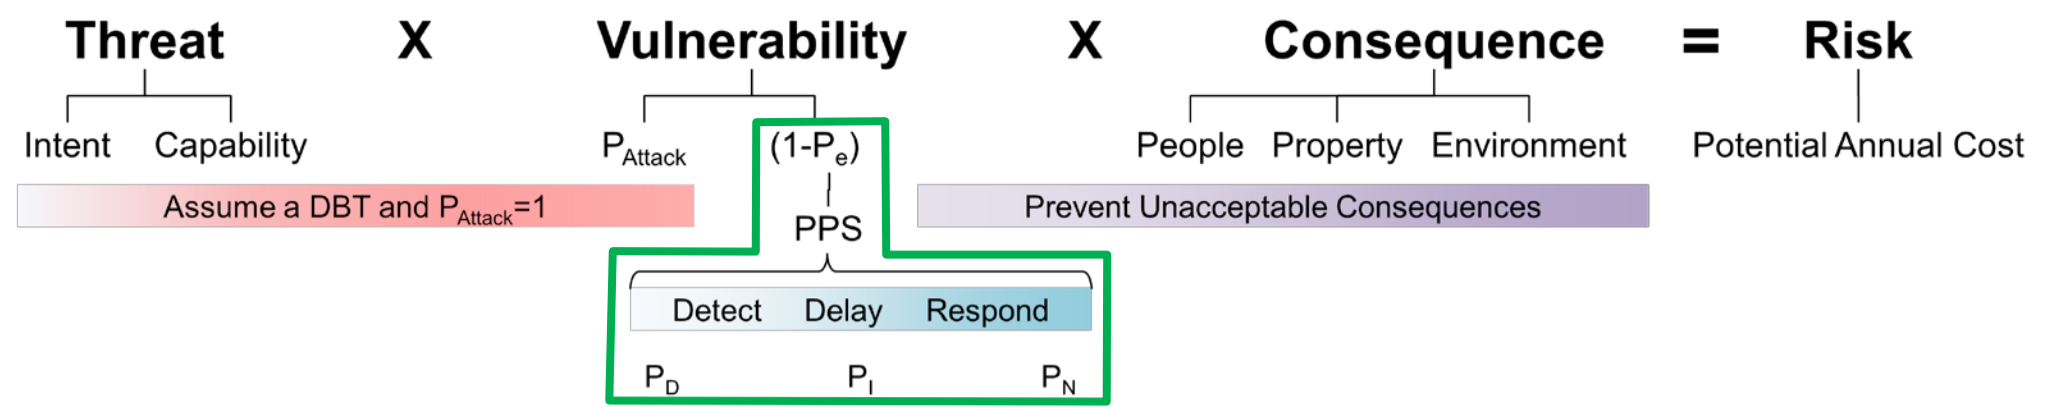 Threat X Vulnerability X Consequence = Risk
Intent Capability P_Attack (1-P_e) People Property Environment Potential Annual Cost
Assume a DBT and P_Attack=1 Prevent Unacceptable Consequences
PPS
Detect Delay Respond
P_D P_I P_N